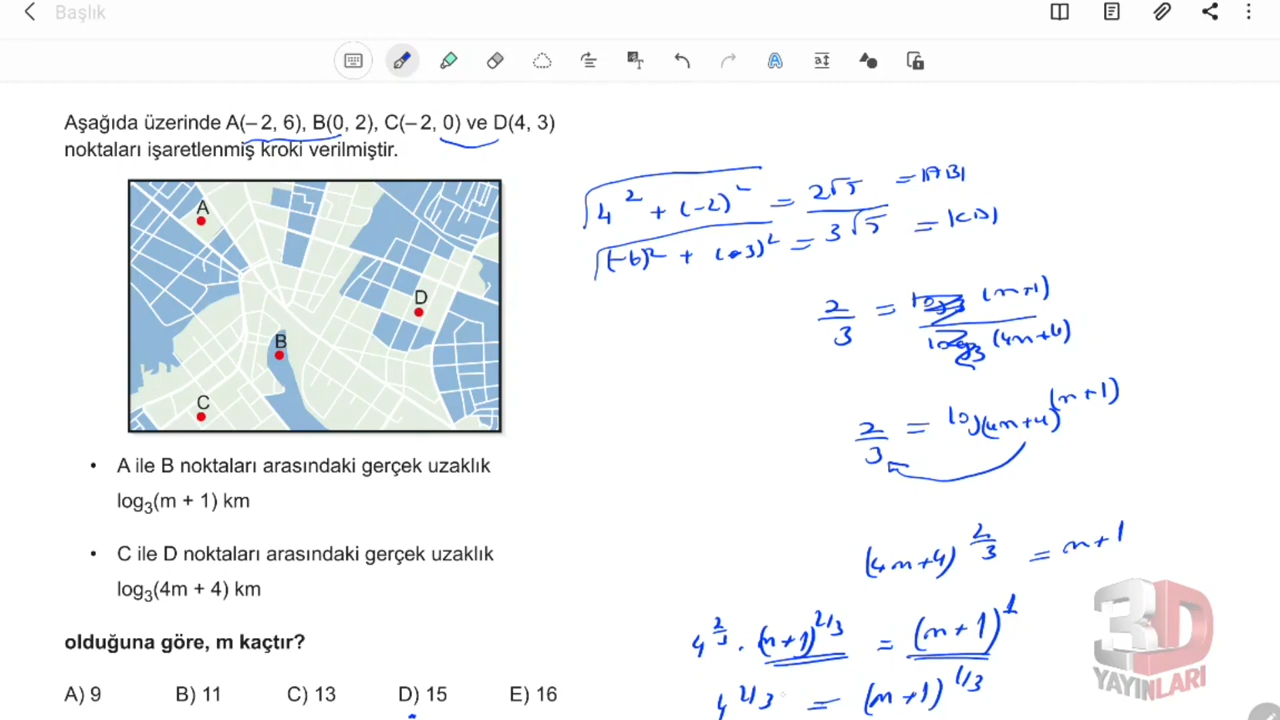 Başlık
Aşağıda üzerinde A(−2, 6), B(0, 2), C(−2, 0) ve D(4, 3)
noktaları işaretlenmiş kroki verilmiştir.
A
D
B
C
• A ile B noktaları arasındaki gerçek uzaklık
log₃(m + 1) km
• C ile D noktaları arasındaki gerçek uzaklık
log₃(4m + 4) km
olduğuna göre, m kaçtır?
A) 9 B) 11 C) 13 D) 15 E) 16
√4² + (-2)² = 2√5 = |AB|
√(-6)² + (-3)² = 3√5 = |CD|
2/3 = log₃ (m+1) / log₃ (4m+4)
2/3 = log(4m+4) (m+1)
(4m+4)^2/3 = m+1
4^2/3 . (m+1)^2/3 = (m+1)^1
4^2/3 = (m+1)^1/3
3D
YAYINLARI